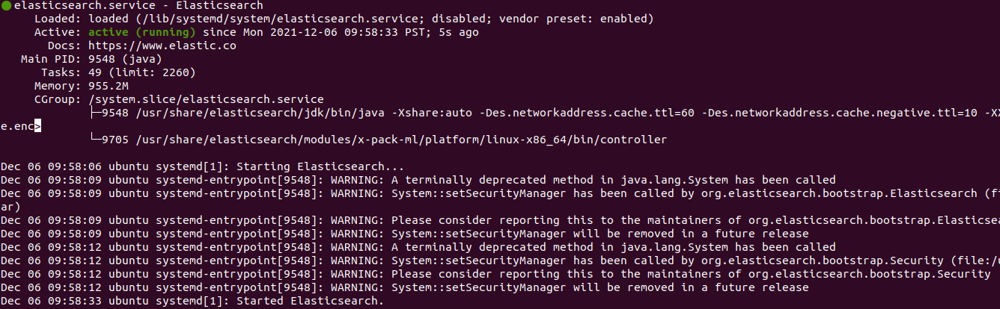 elasticsearch.service - Elasticsearch
Loaded: loaded (/lib/systemd/system/elasticsearch.service; disabled; vendor preset: enabled)
Active: active (running) since Mon 2021-12-06 09:58:33 PST; 5s ago
Docs: https://www.elastic.co
Main PID: 9548 (java)
Tasks: 49 (limit: 2260)
Memory: 955.2M
CGroup: /system.slice/elasticsearch.service
├─9548 /usr/share/elasticsearch/jdk/bin/java -Xshare:auto -Des.networkaddress.cache.ttl=60 -Des.networkaddress.cache.negative.ttl=10 -XX
e.enc>
└─9705 /usr/share/elasticsearch/modules/x-pack-ml/platform/linux-x86_64/bin/controller
Dec 06 09:58:06 ubuntu systemd[1]: Starting Elasticsearch...
Dec 06 09:58:09 ubuntu systemd-entrypoint[9548]: WARNING: A terminally deprecated method in java.lang.System has been called
Dec 06 09:58:09 ubuntu systemd-entrypoint[9548]: WARNING: System::setSecurityManager has been called by org.elasticsearch.bootstrap.Elasticsearch (fi
ar)
Dec 06 09:58:09 ubuntu systemd-entrypoint[9548]: WARNING: Please consider reporting this to the maintainers of org.elasticsearch.bootstrap.Elasticsea
Dec 06 09:58:09 ubuntu systemd-entrypoint[9548]: WARNING: System::setSecurityManager will be removed in a future release
Dec 06 09:58:12 ubuntu systemd-entrypoint[9548]: WARNING: A terminally deprecated method in java.lang.System has been called
Dec 06 09:58:12 ubuntu systemd-entrypoint[9548]: WARNING: System::setSecurityManager has been called by org.elasticsearch.bootstrap.Security (file:/u
Dec 06 09:58:12 ubuntu systemd-entrypoint[9548]: WARNING: Please consider reporting this to the maintainers of org.elasticsearch.bootstrap.Security
Dec 06 09:58:12 ubuntu systemd-entrypoint[9548]: WARNING: System::setSecurityManager will be removed in a future release
Dec 06 09:58:33 ubuntu systemd[1]: Started Elasticsearch.